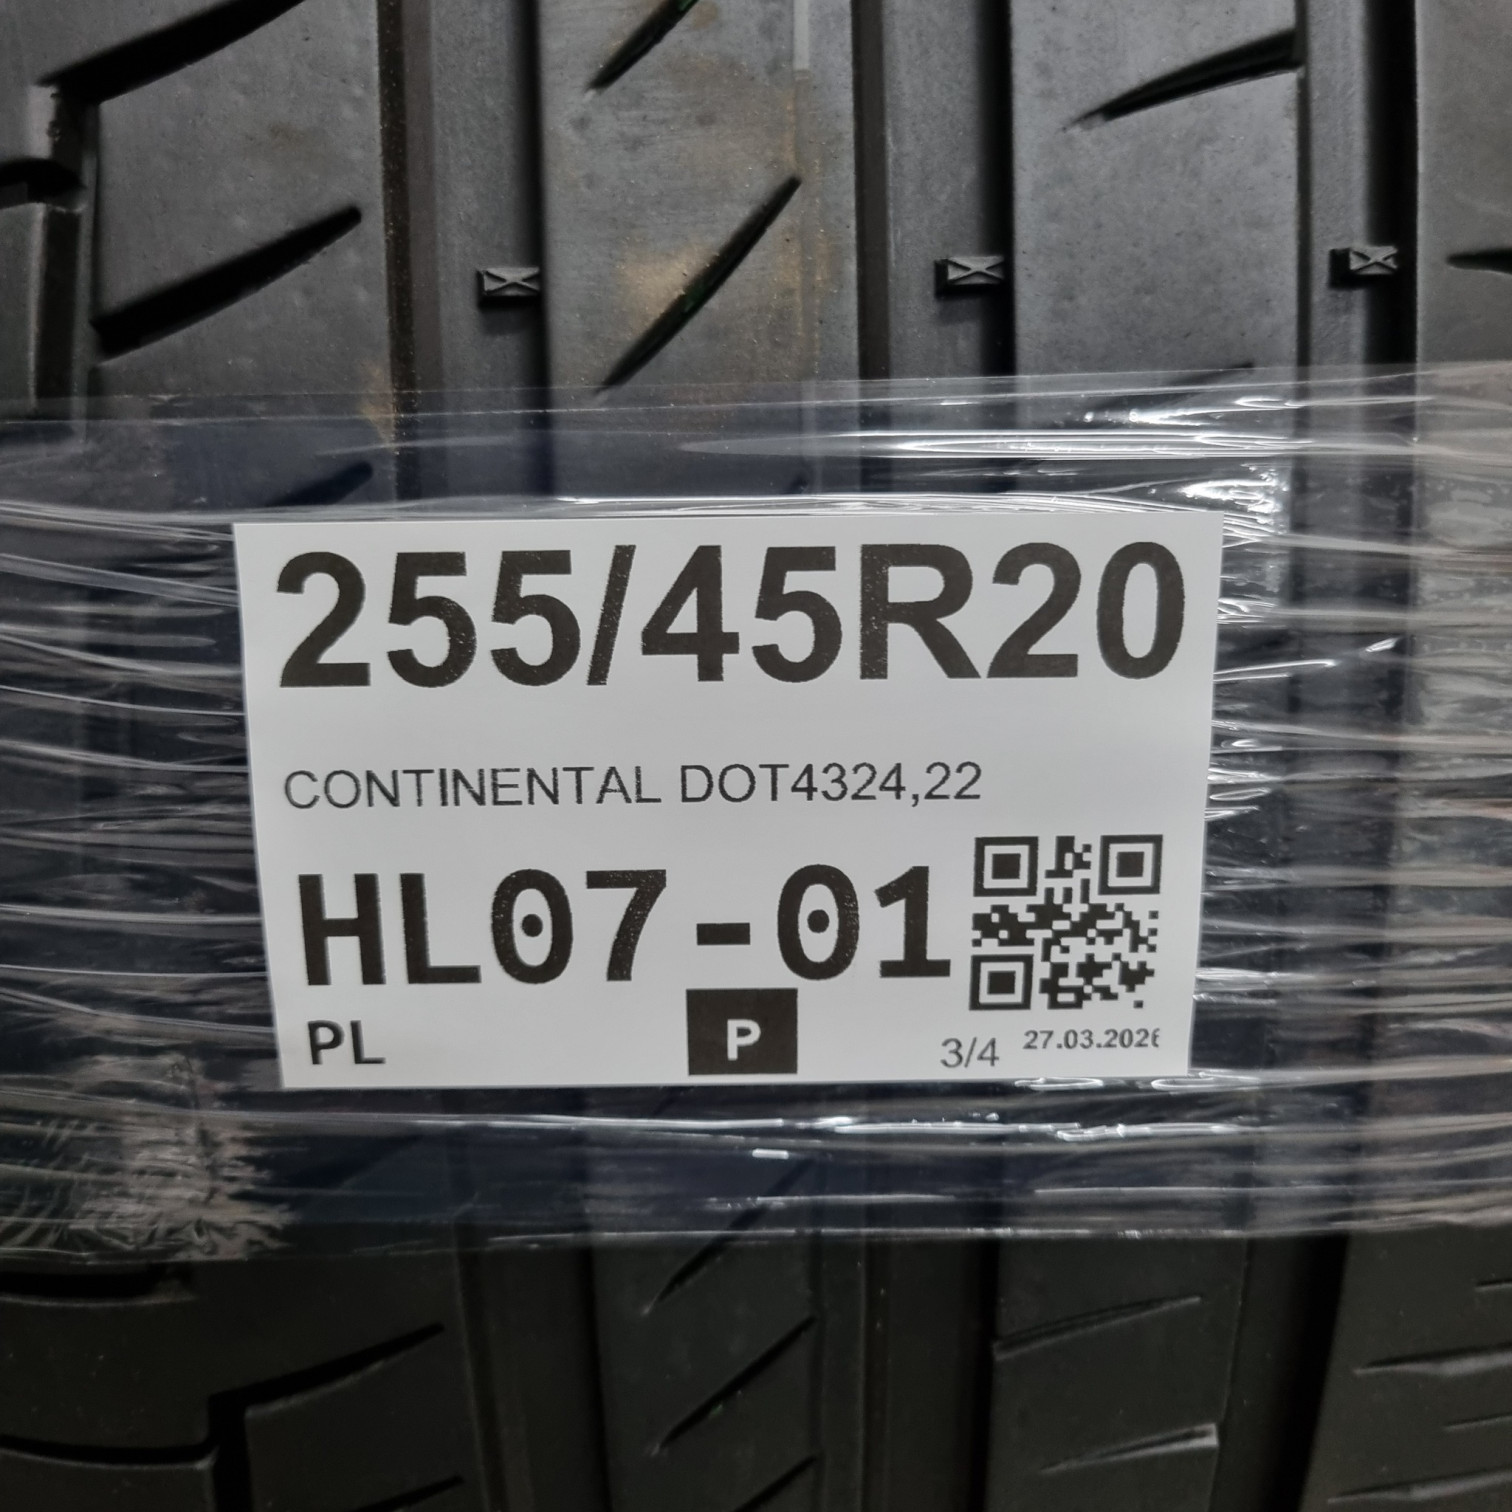 255/45R20
CONTINENTAL DOT4324,22
HL07-01
PL P 3/4 27.03.2026